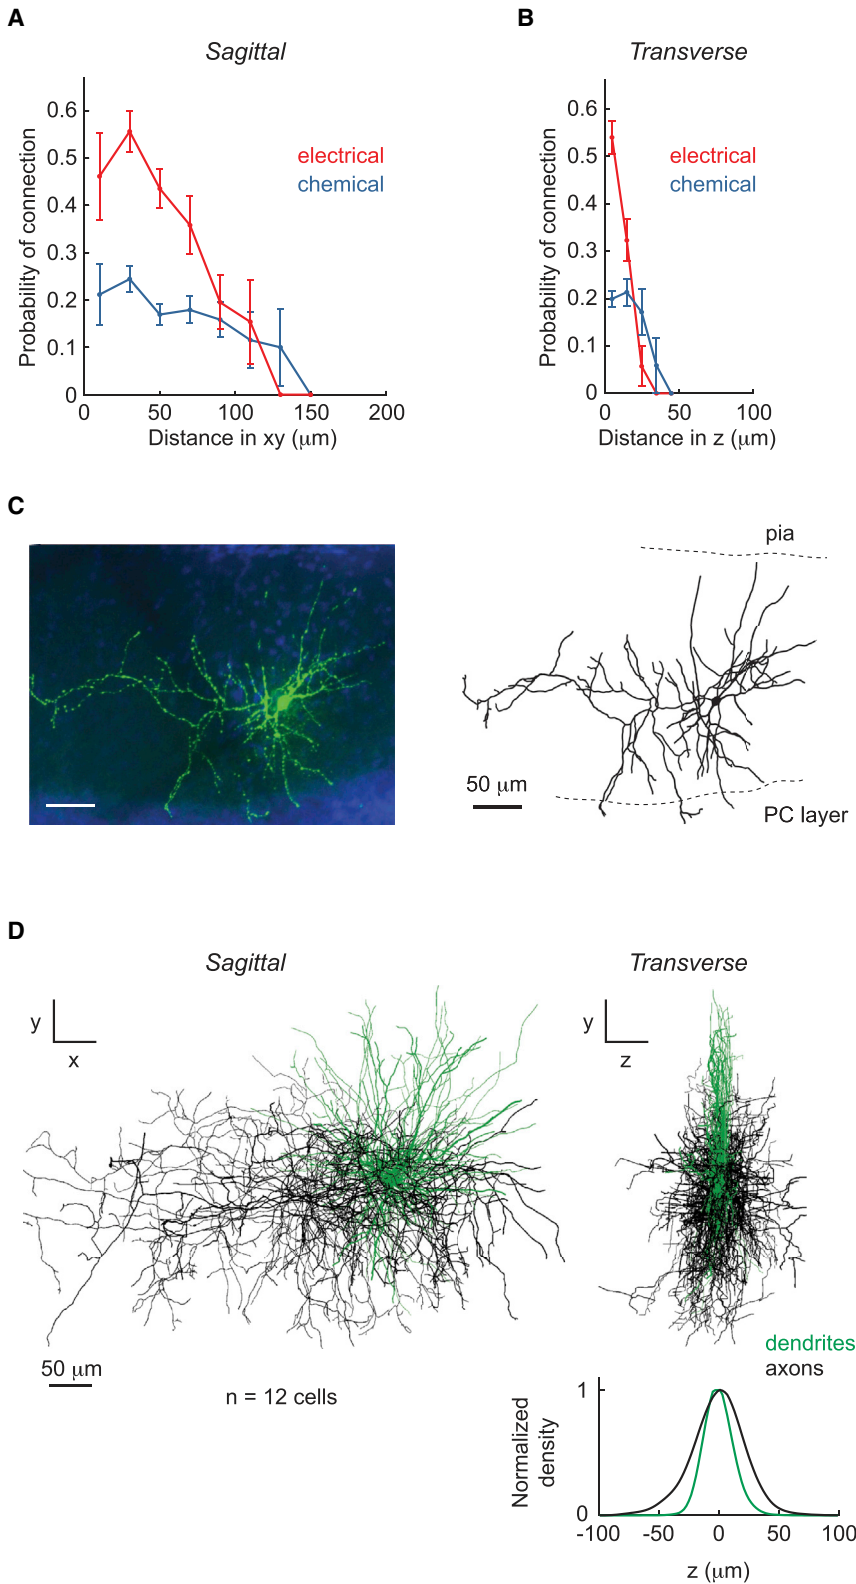 A
Sagittal
Probability of connection
0.6
0.5
0.4
0.3
0.2
0.1
0
electrical
chemical
0 50 100 150 200
Distance in xy (μm)
B
Transverse
Probability of connection
0.6
0.5
0.4
0.3
0.2
0.1
0
electrical
chemical
0 50 100
Distance in z (μm)
C
pia
50 μm
PC layer
D
Sagittal
y
x
50 μm
n = 12 cells
Transverse
y
z
dendrites
axons
Normalized
density
1
0
-100 -50 0 50 100
z (μm)